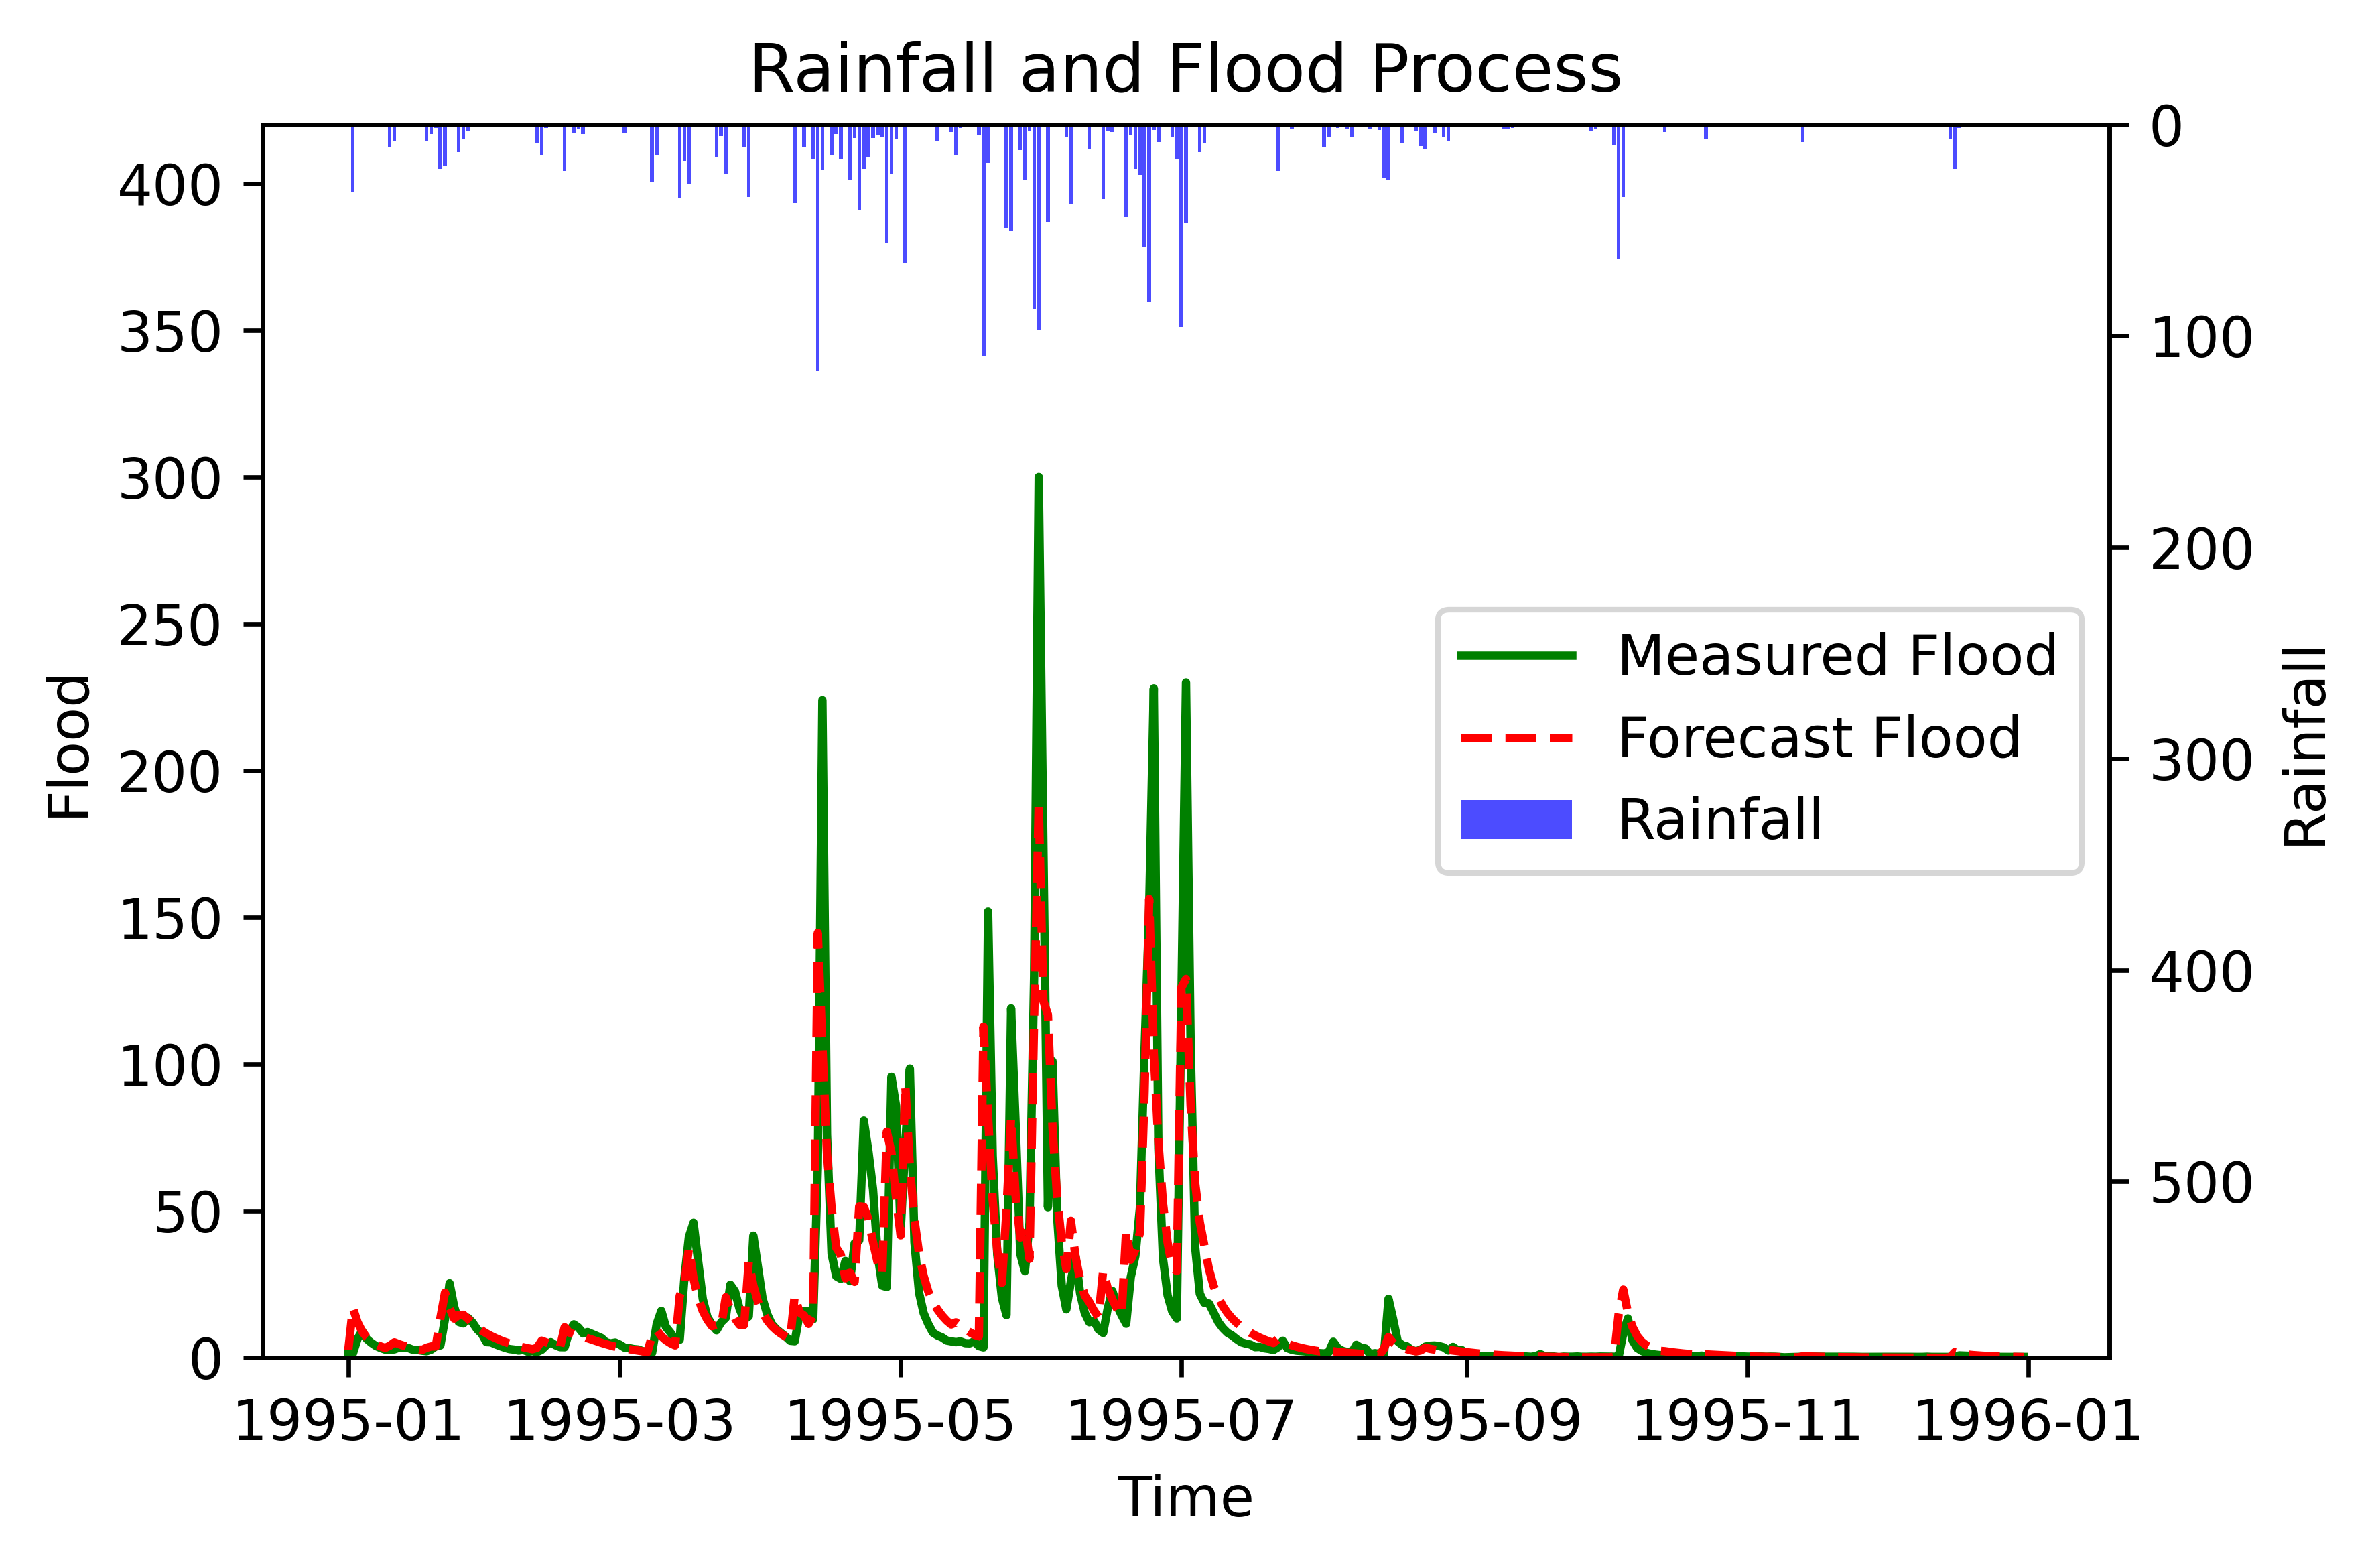 Rainfall and Flood Process
Flood
400
350
300
250
200
150
100
50
0
0
100
200
300
400
500
Rainfall
Measured Flood
Forecast Flood
Rainfall
1995-01 1995-03 1995-05 1995-07 1995-09 1995-11 1996-01
Time